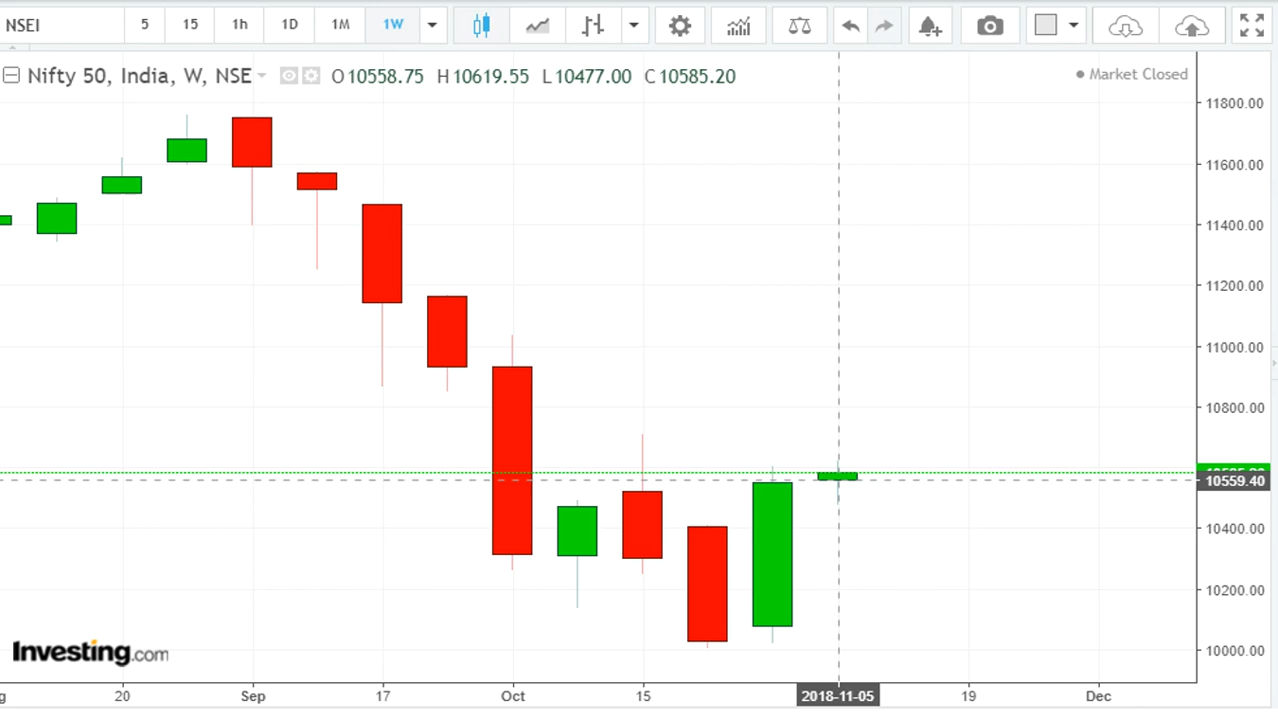 NSEI 5 15 1h 1D 1M 1W
Nifty 50, India, W, NSE O10558.75 H10619.55 L10477.00 C10585.20
Market Closed
11800.00
11600.00
11400.00
11200.00
11000.00
10800.00
10559.40
10400.00
10200.00
10000.00
Investing.com
20 Sep 17 Oct 15 2018-11-05 19 Dec